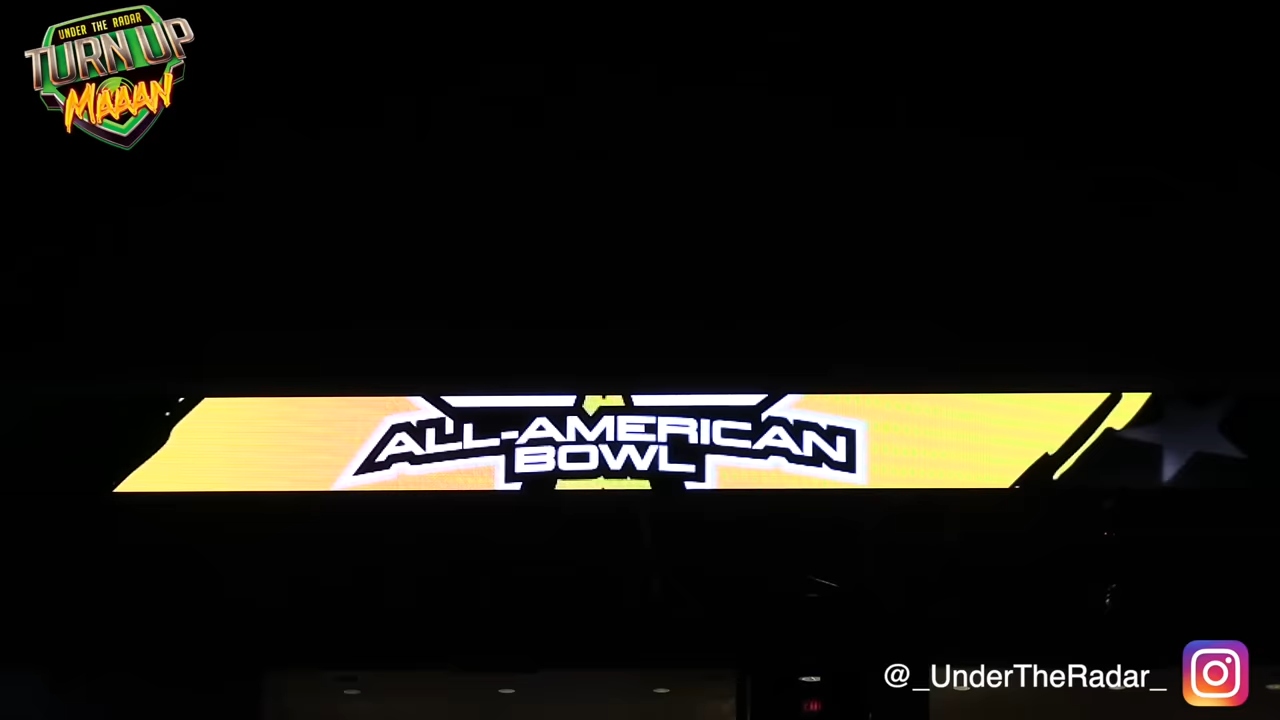 UNDER THE RADAR
TURN UP
MAAAN
ALL-AMERICAN
BOWL
@_UnderTheRadar_